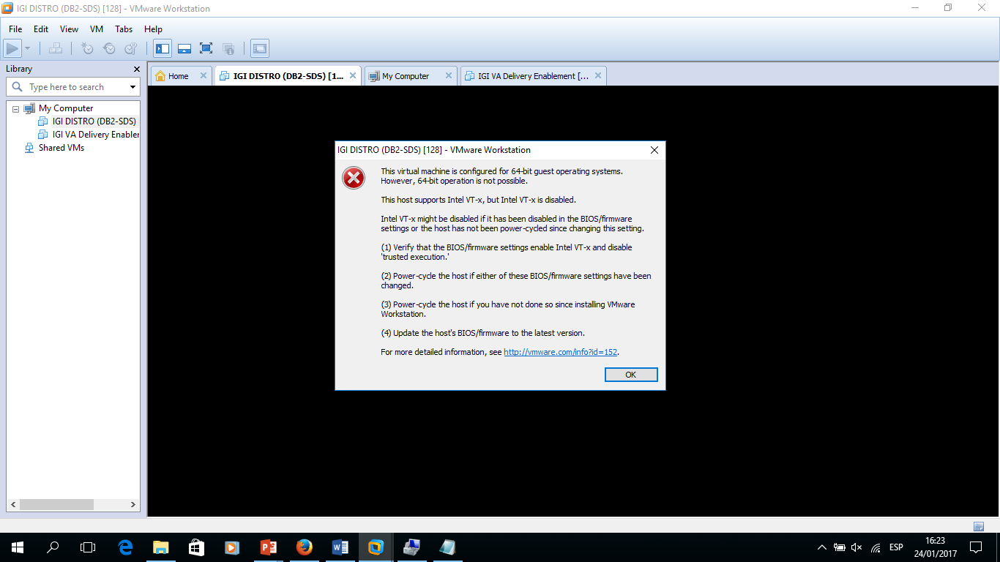 IGI DISTRO (DB2-SDS) [128] - VMware Workstation
File Edit View VM Tabs Help
Library
Type here to search
My Computer
IGI DISTRO (DB2-SDS)
IGI VA Delivery Enabler
Shared VMs
Home
IGI DISTRO (DB2-SDS) [1...
My Computer
IGI VA Delivery Enablement [...
IGI DISTRO (DB2-SDS) [128] - VMware Workstation
This virtual machine is configured for 64-bit guest operating systems.
However, 64-bit operation is not possible.
This host supports Intel VT-x, but Intel VT-x is disabled.
Intel VT-x might be disabled if it has been disabled in the BIOS/firmware
settings or the host has not been power-cycled since changing this setting.
(1) Verify that the BIOS/firmware settings enable Intel VT-x and disable
'trusted execution.'
(2) Power-cycle the host if either of these BIOS/firmware settings have been
changed.
(3) Power-cycle the host if you have not done so since installing VMware
Workstation.
(4) Update the host's BIOS/firmware to the latest version.
For more detailed information, see http://vmware.com/info?id=152.
OK
ESP
16:23
24/01/2017